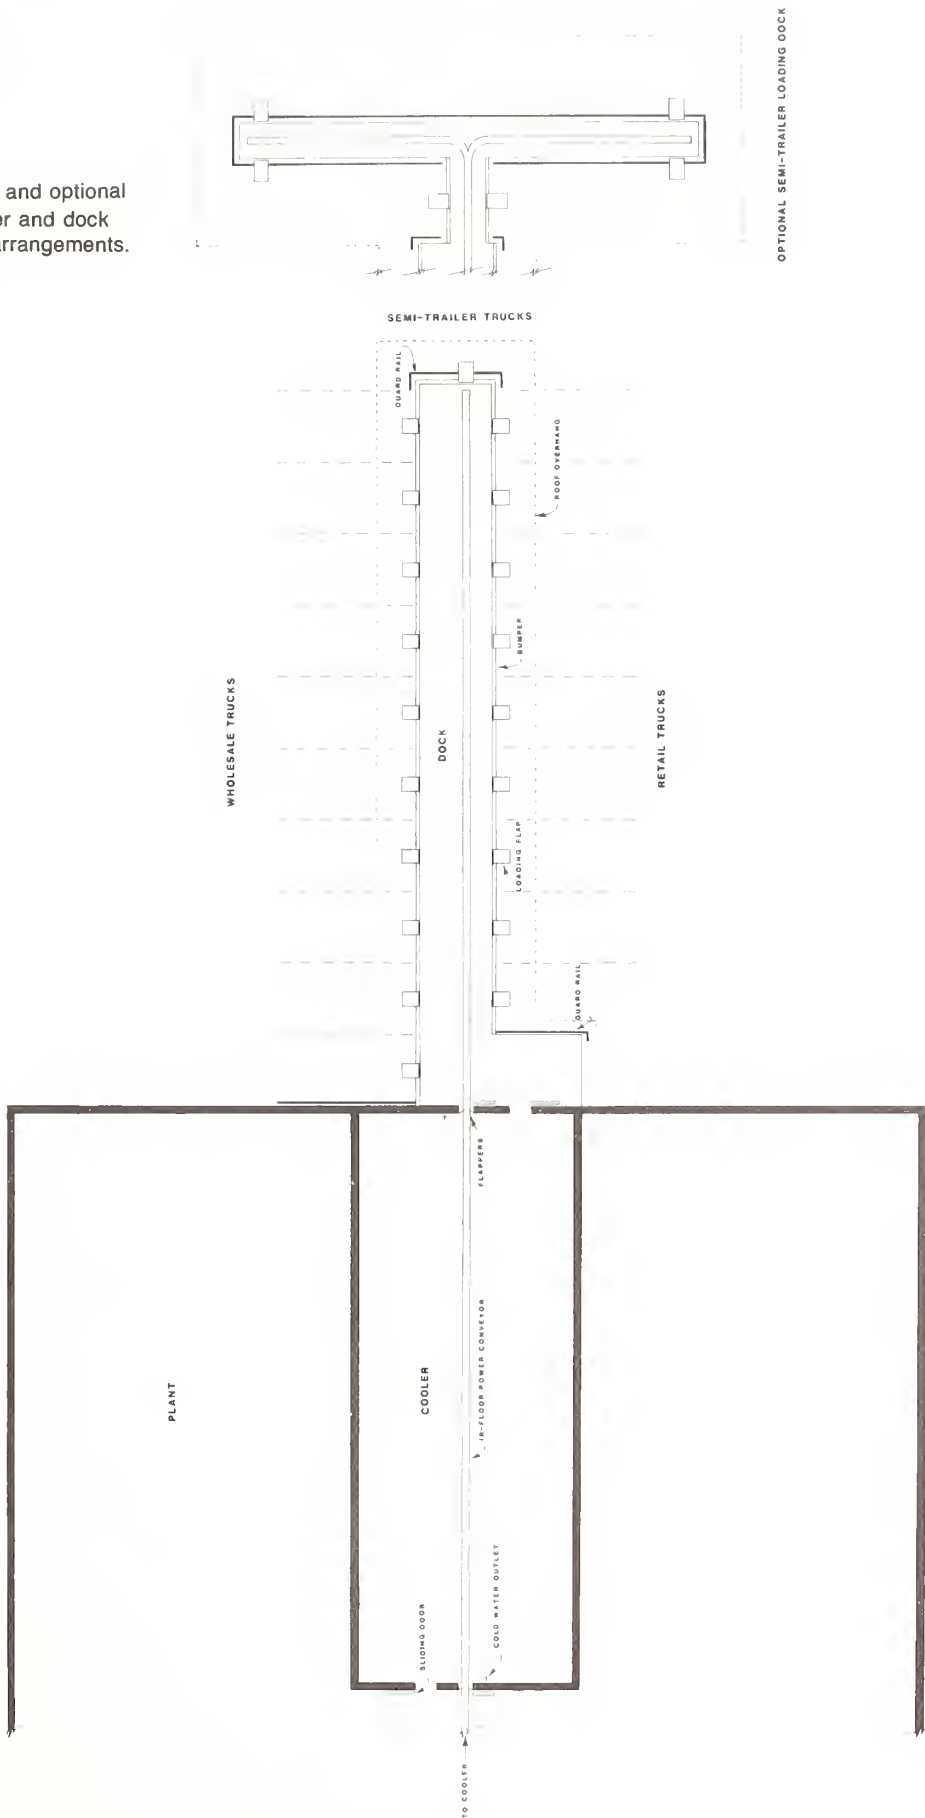 and optional
er and dock
arrangements.
OPTIONAL SEMI-TRAILER LOADING DOCK
SEMI-TRAILER TRUCKS
GUARD RAIL
ROOF OVERHANG
BUMPER
WHOLESALE TRUCKS
DOCK
RETAIL TRUCKS
LOADING FLAP
GUARD RAIL
FLAPPERS
PLANT
COOLER
IN-FLOOR POWER CONVEYOR
SLIDING DOOR
COLD WATER OUTLET
TO COOLER